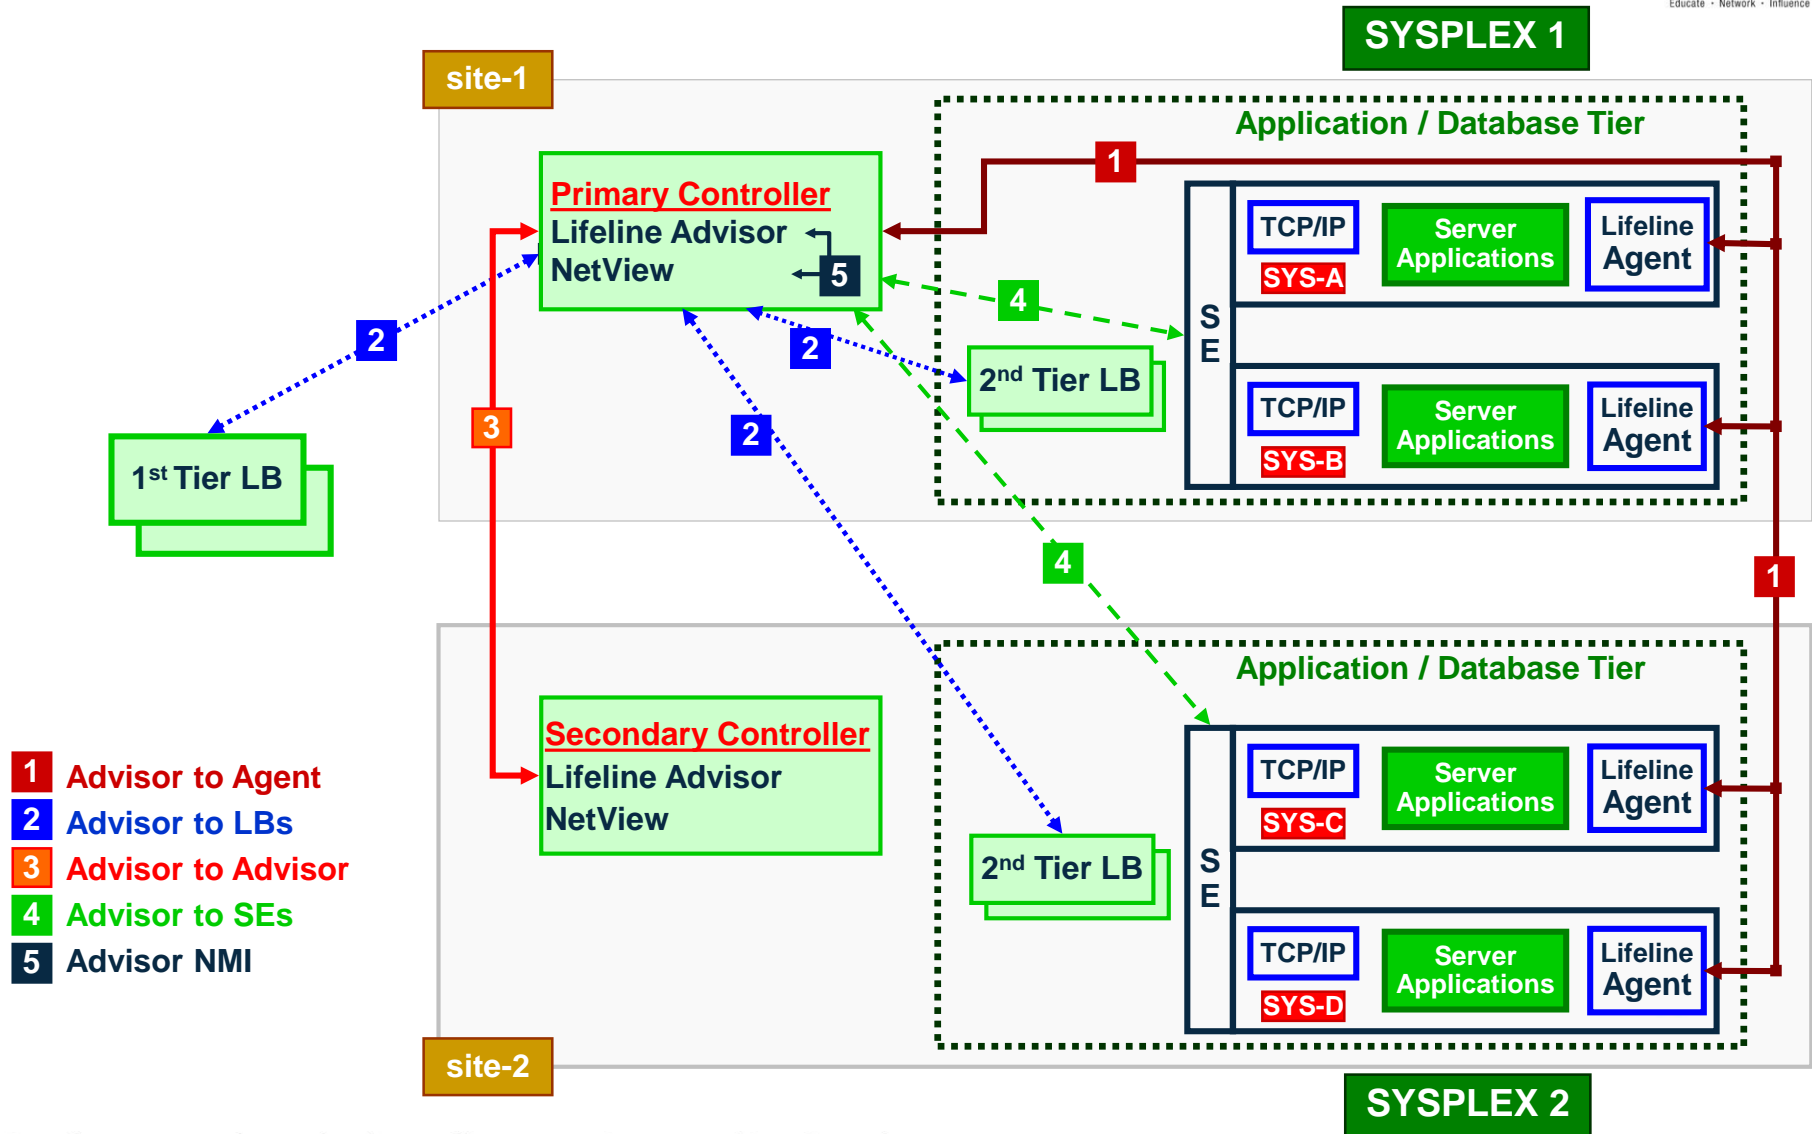 Educate · Network · Influence
SYSPLEX 1
site-1
Application / Database Tier
1
Primary Controller
Lifeline Advisor
NetView
5
TCP/IP
SYS-A
Server
Applications
Lifeline
Agent
4
S
E
2
2
2nd Tier LB
TCP/IP
SYS-B
Server
Applications
Lifeline
Agent
3
2
1st Tier LB
4
1
Application / Database Tier
Secondary Controller
Lifeline Advisor
NetView
TCP/IP
SYS-C
Server
Applications
Lifeline
Agent
S
E
2nd Tier LB
TCP/IP
SYS-D
Server
Applications
Lifeline
Agent
1 Advisor to Agent
2 Advisor to LBs
3 Advisor to Advisor
4 Advisor to SEs
5 Advisor NMI
site-2
SYSPLEX 2